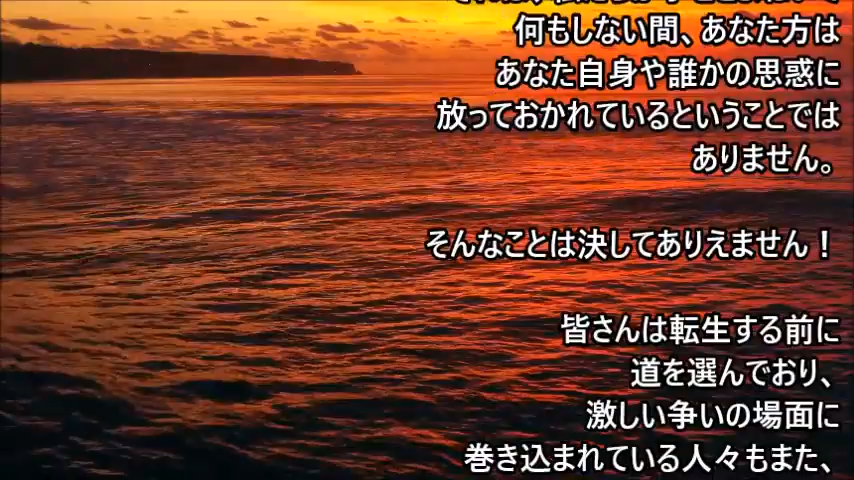 何もしない間、あなた方は
あなた自身や誰かの思惑に
放っておかれているということでは
ありません。
そんなことは決してありえません！
皆さんは転生する前に
道を選んでおり、
激しい争いの場面に
巻き込まれている人々もまた、